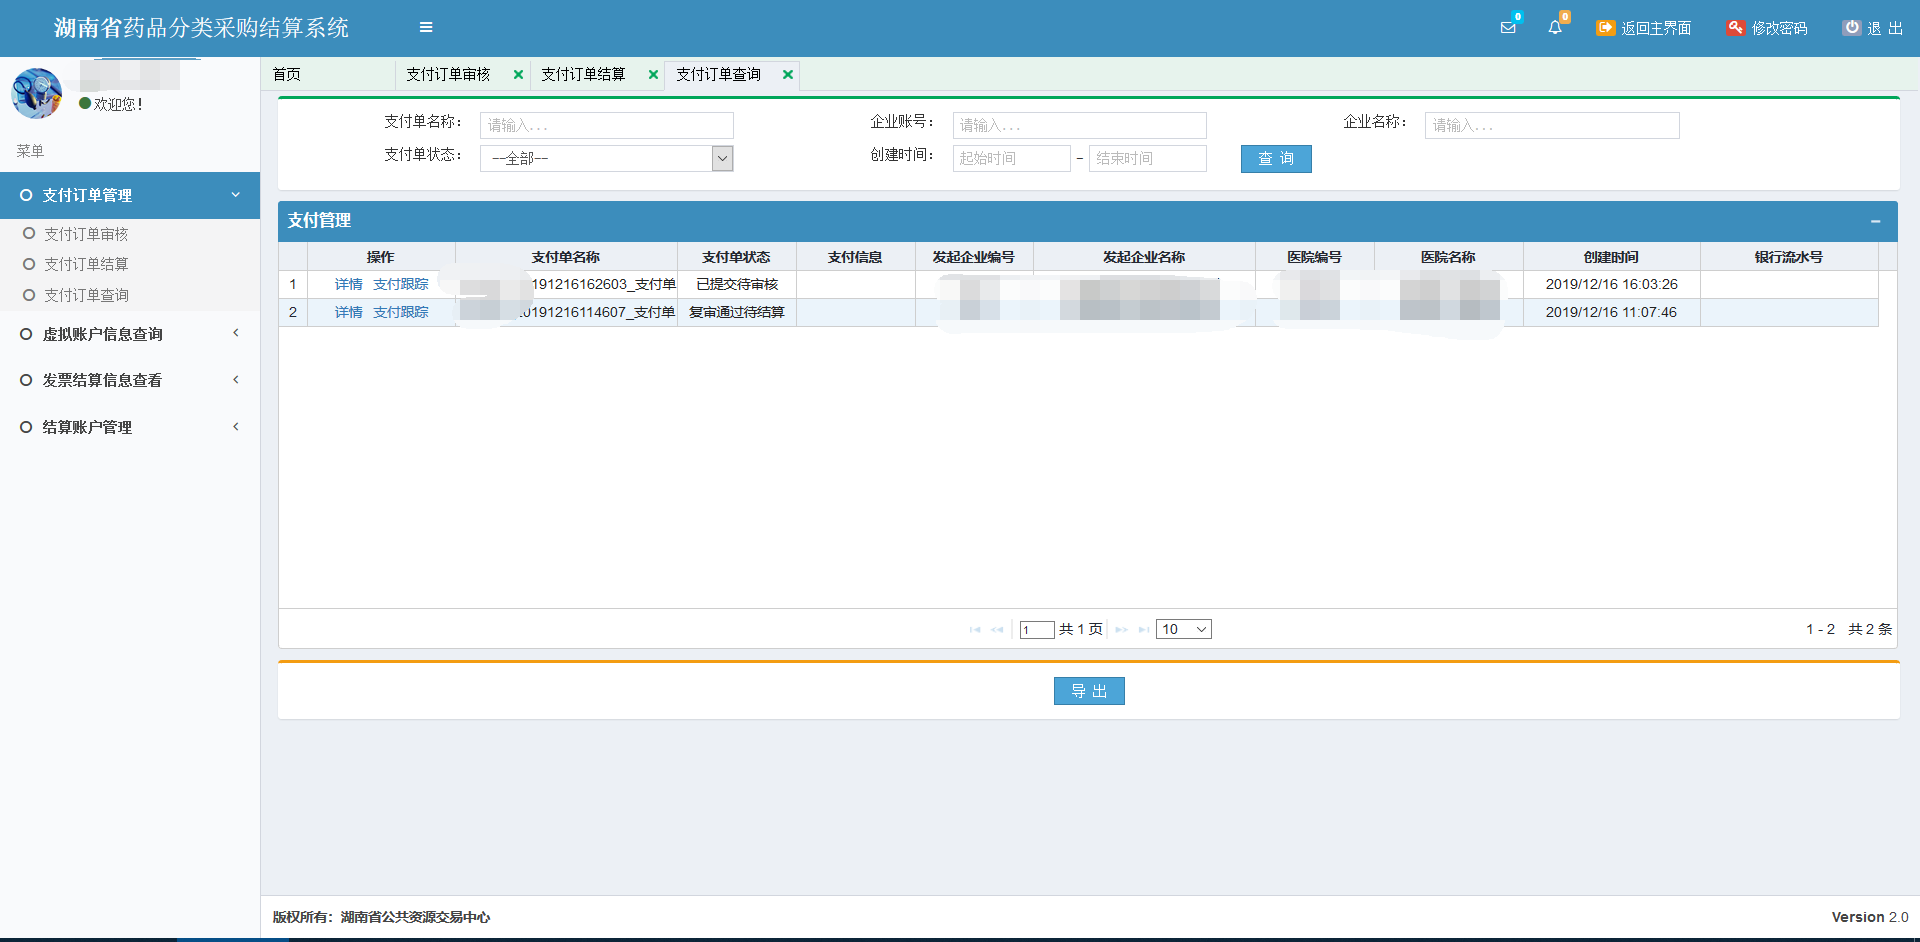 湖南省药品分类采购结算系统
0
0
返回主界面
修改密码
退 出
欢迎您!
菜单
支付订单管理
支付订单审核
支付订单结算
支付订单查询
虚拟账户信息查询
发票结算信息查看
结算账户管理
首页
支付订单审核
支付订单结算
支付订单查询
支付单名称： 请输入...
企业账号： 请输入...
企业名称： 请输入...
支付单状态： --全部--
创建时间： 起始时间 - 结束时间
查 询
支付管理
操作 支付单名称 支付单状态 支付信息 发起企业编号 发起企业名称 医院编号 医院名称 创建时间 银行流水号
1 详情 支付跟踪 191216162603_支付单 已提交待审核 2019/12/16 16:03:26
2 详情 支付跟踪 0191216114607_支付单 复审通过待结算 2019/12/16 11:07:46
1 共 1 页 10
1 - 2 共 2 条
导 出
版权所有：湖南省公共资源交易中心
Version 2.0